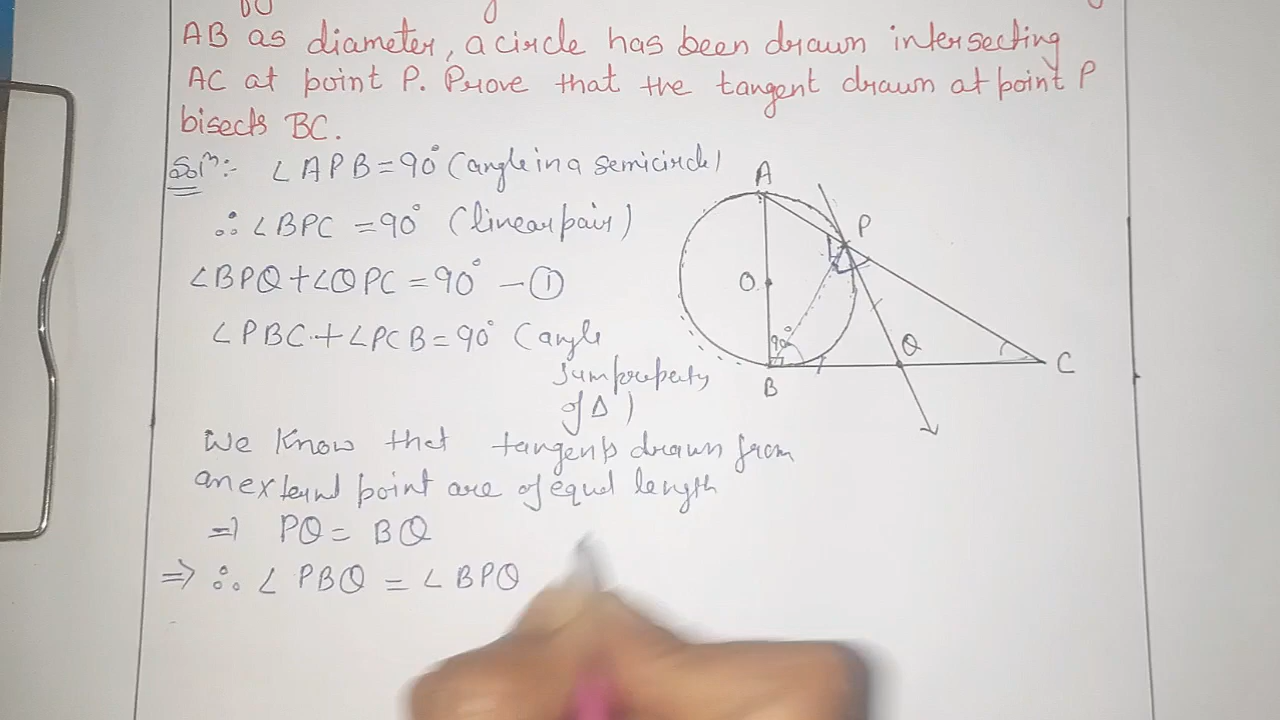 AB as diameter, a circle has been drawn intersecting
AC at point P. Prove that the tangent drawn at point P
bisects BC.
Solⁿ:- ∠APB = 90° (angle in a semicircle)
∴ ∠BPC = 90° (linear pair)
∠BPQ + ∠QPC = 90° — ①
∠PBC + ∠PCB = 90° (angle
sum property
of Δ)
We know that tangents drawn from
an external point are of equal length
⇒ PQ = BQ
⇒ ∴ ∠PBQ = ∠BPQ
A
P
O
90°
Q
B
C